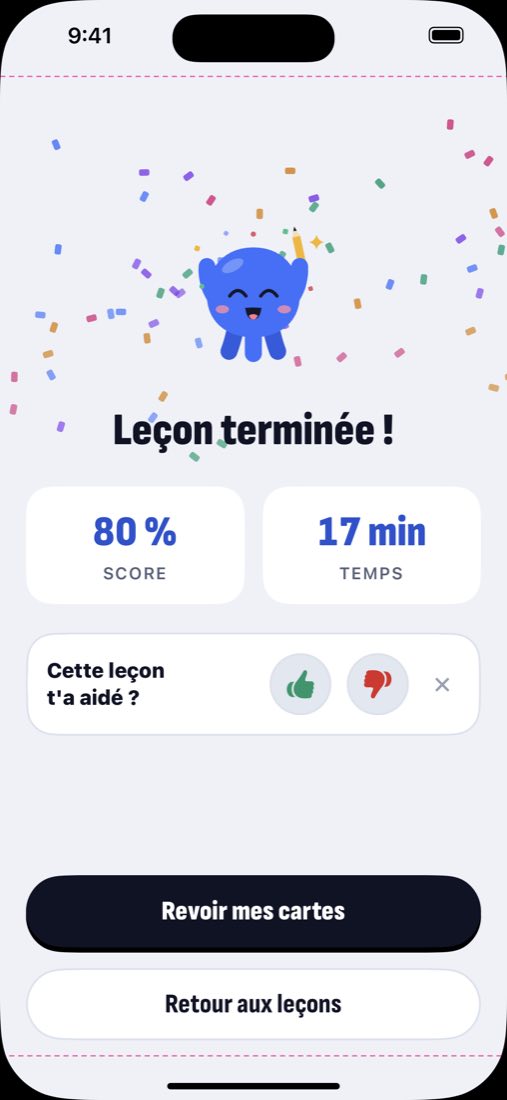 9:41
Leçon terminée !
80 %
SCORE
17 min
TEMPS
Cette leçon
t'a aidé ?
Revoir mes cartes
Retour aux leçons